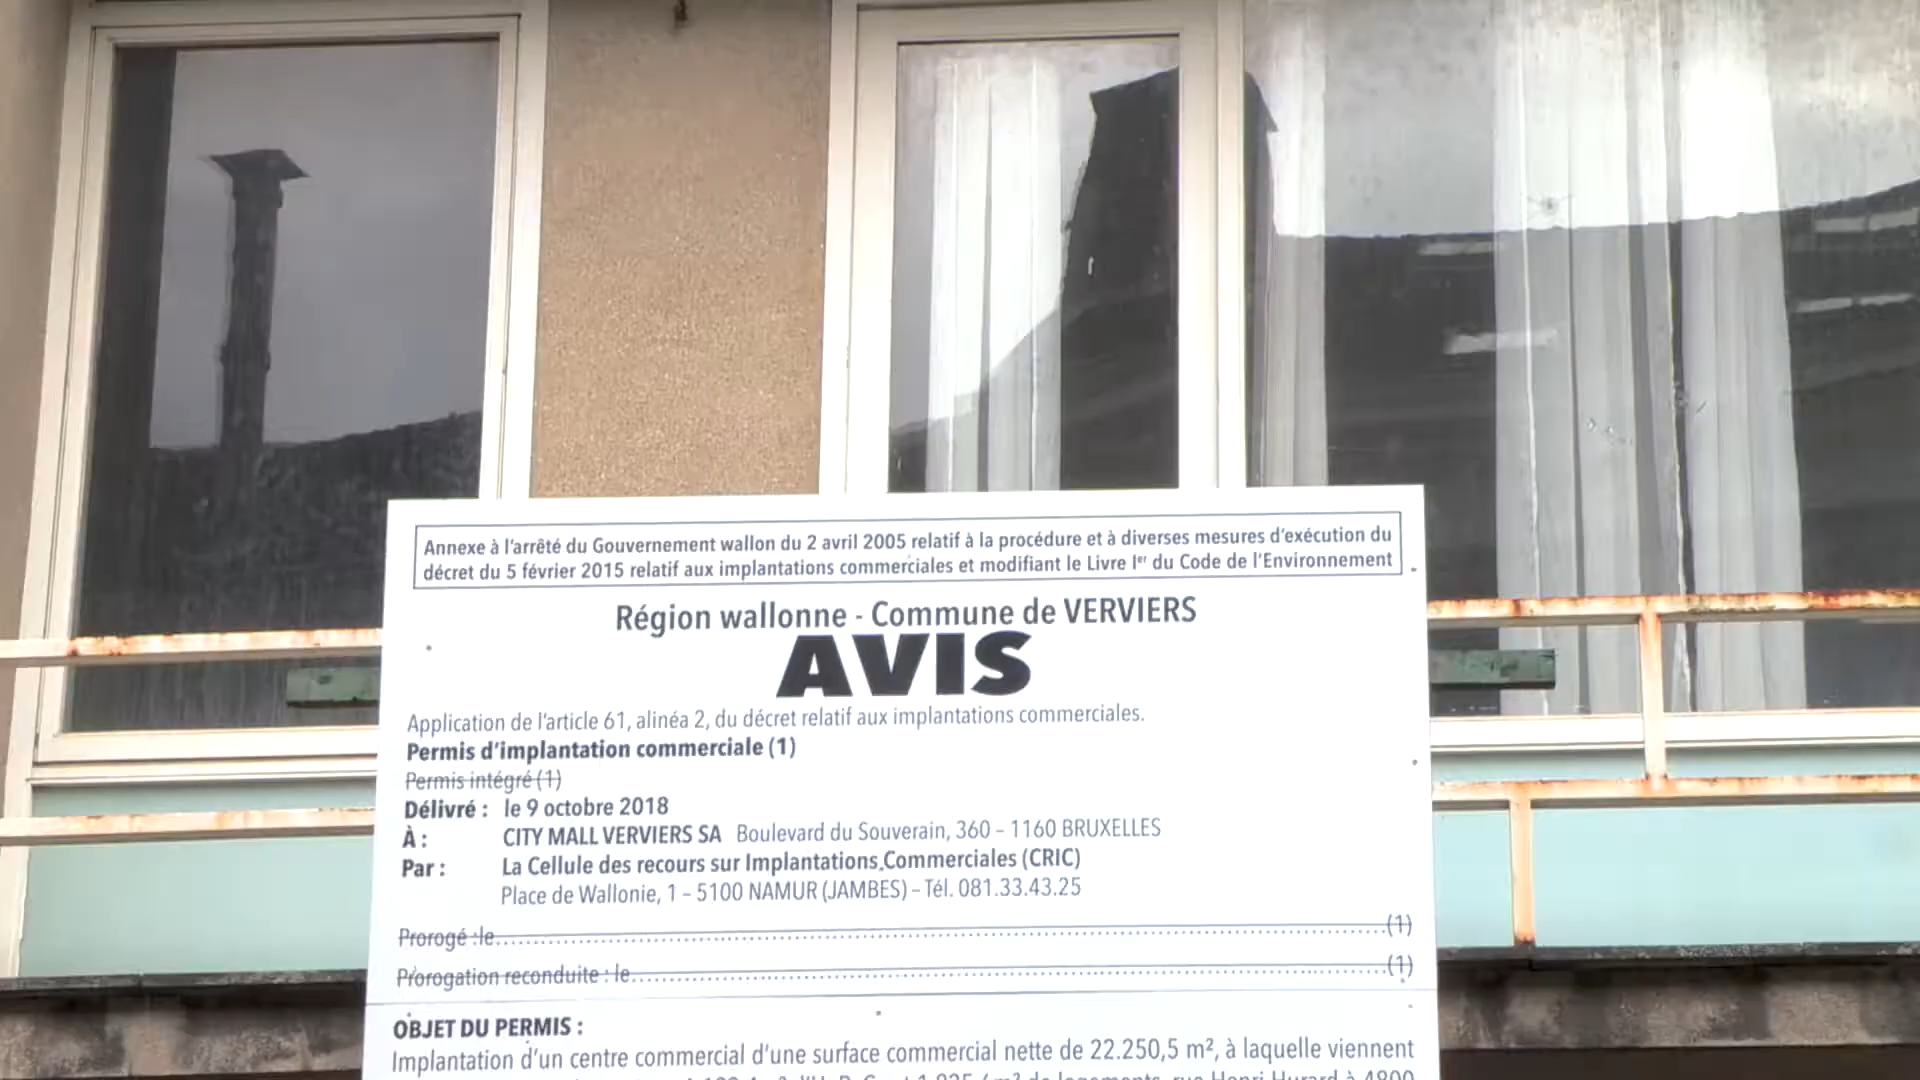 Annexe à l'arrêté du Gouvernement wallon du 2 avril 2005 relatif à la procédure et à diverses mesures d'exécution du
décret du 5 février 2015 relatif aux implantations commerciales et modifiant le Livre Ier du Code de l'Environnement
Région wallonne - Commune de VERVIERS
AVIS
Application de l'article 61, alinéa 2, du décret relatif aux implantations commerciales.
Permis d'implantation commerciale (1)
Permis intégré (1)
Délivré : le 9 octobre 2018
À : CITY MALL VERVIERS SA Boulevard du Souverain, 360 – 1160 BRUXELLES
Par : La Cellule des recours sur Implantations Commerciales (CRIC)
Place de Wallonie, 1 – 5100 NAMUR (JAMBES) – Tél. 081.33.43.25
Prorogé : le (1)
Prorogation reconduite : le (1)
OBJET DU PERMIS :
Implantation d'un centre commercial d'une surface commercial nette de 22.250,5 m², à laquelle viennent
de logements, rue Henri Hurard à 4800